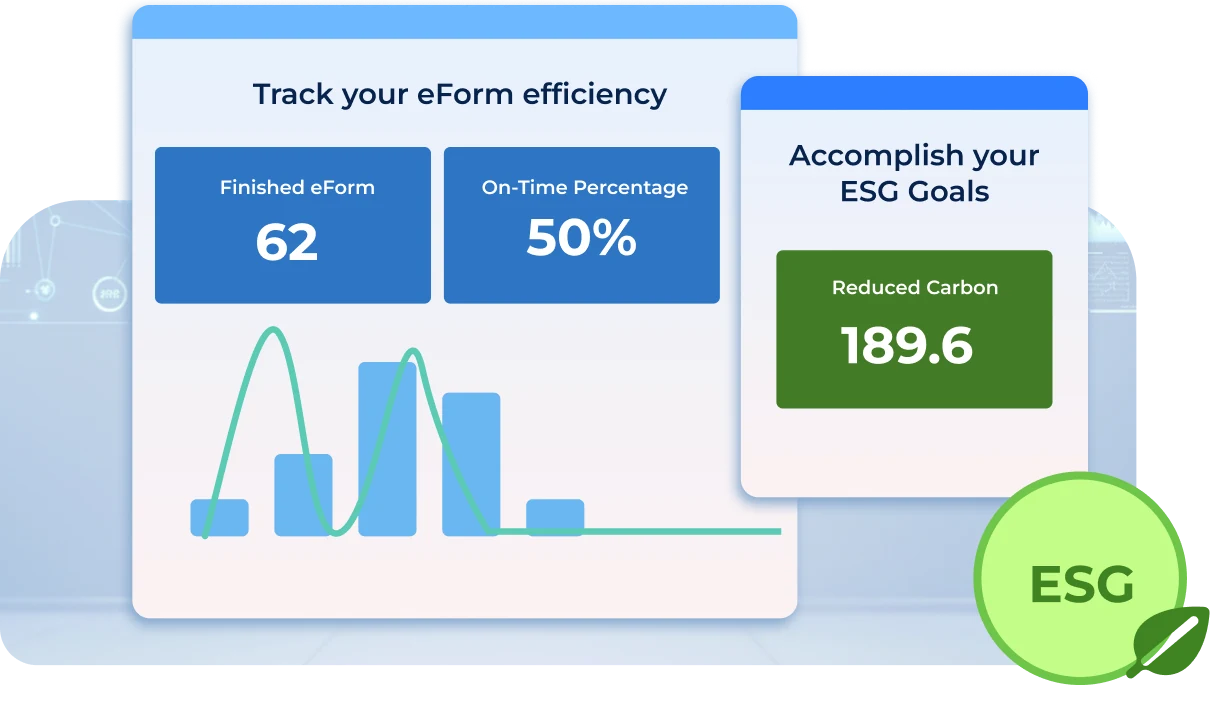 Track your eForm efficiency
Finished eForm
62
On-Time Percentage
50%
Accomplish your
ESG Goals
Reduced Carbon
189.6
ESG